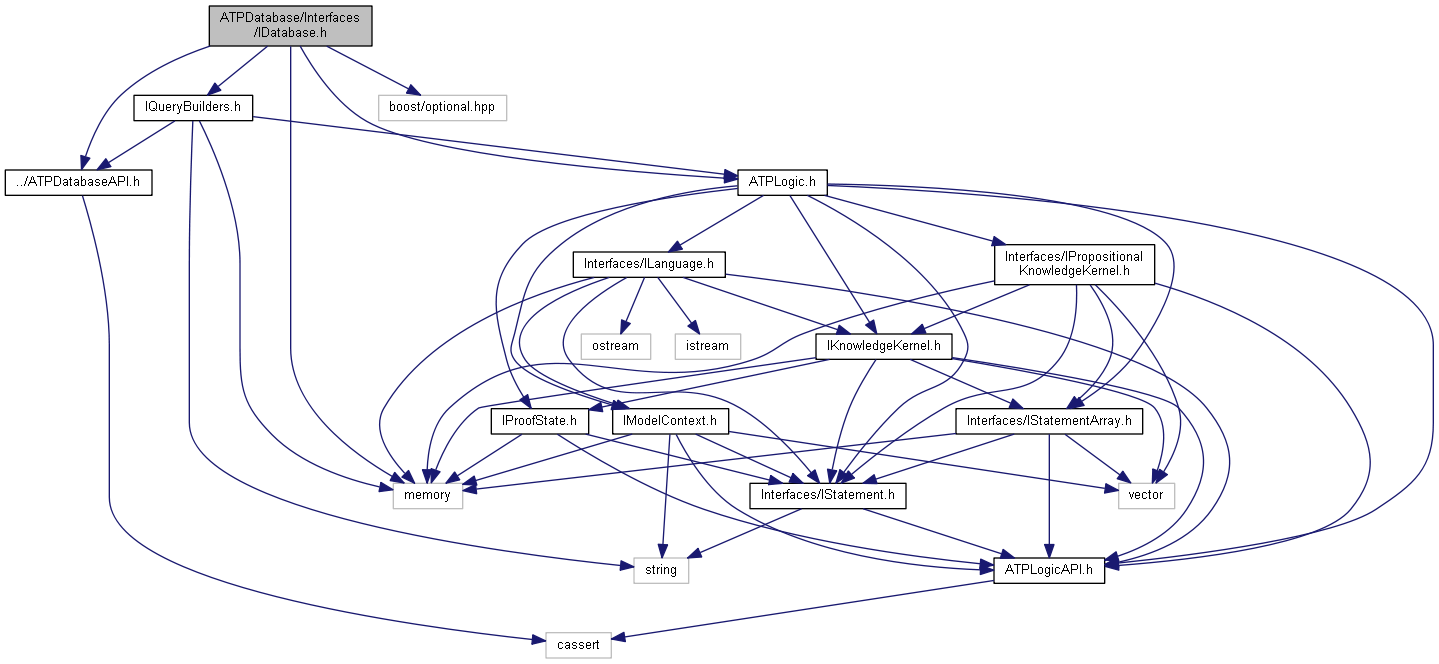 ATPDatabase/Interfaces
/IDatabase.h
IQueryBuilders.h
boost/optional.hpp
../ATPDatabaseAPI.h
ATPLogic.h
Interfaces/ILanguage.h
Interfaces/IPropositional
KnowledgeKernel.h
ostream
istream
IKnowledgeKernel.h
IProofState.h
IModelContext.h
Interfaces/IStatementArray.h
memory
Interfaces/IStatement.h
vector
string
ATPLogicAPI.h
cassert